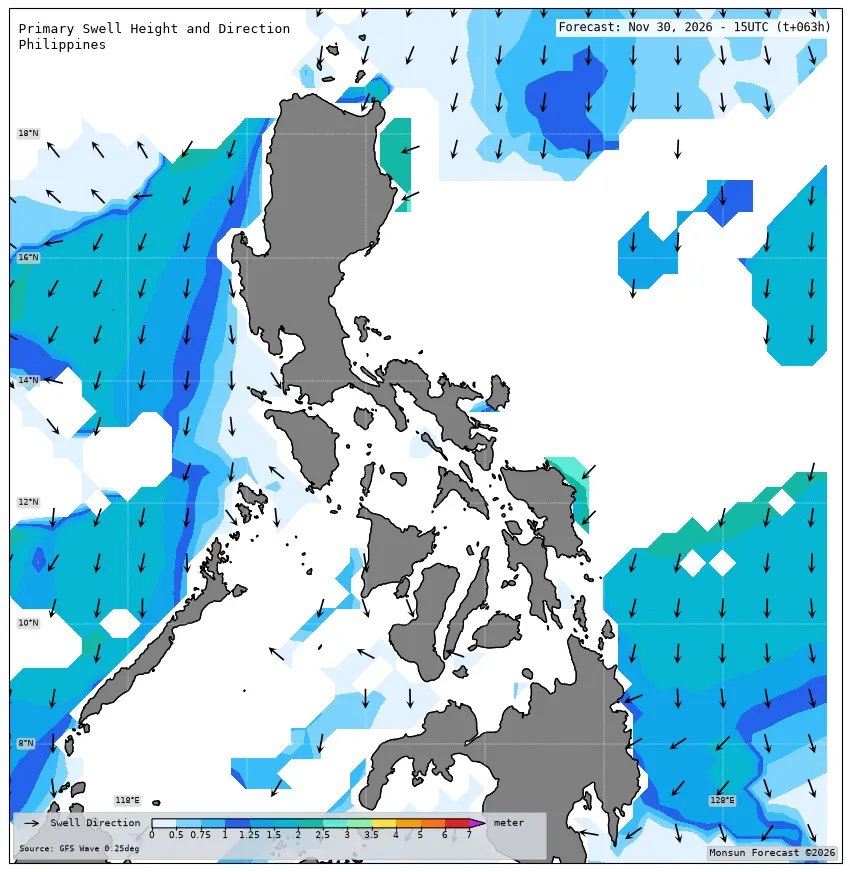 Primary Swell Height and Direction
Philippines
Forecast: Nov 30, 2026 - 15UTC (t+063h)
18°N
16°N
14°N
12°N
10°N
8°N
118°E
128°E
Swell Direction
0 0.5 0.75 1 1.25 1.5 2 2.5 3 3.5 4 5 6 7
meter
Source: GFS Wave 0.25deg
Monsun Forecast ©2026